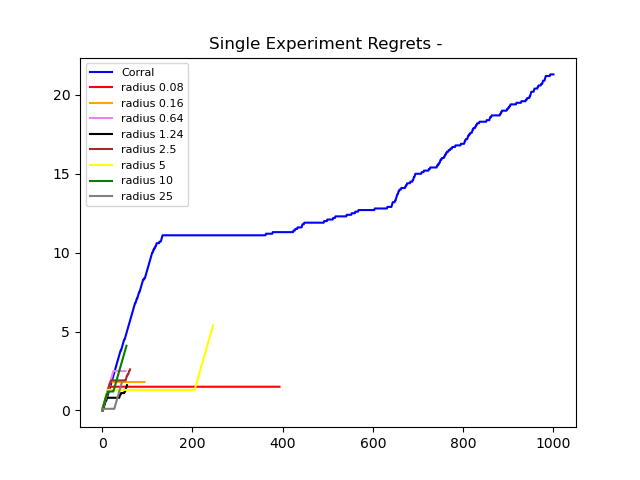 Single Experiment Regrets -
Corral
radius 0.08
radius 0.16
radius 0.64
radius 1.24
radius 2.5
radius 5
radius 10
radius 25
20
15
10
5
0
0 200 400 600 800 1000